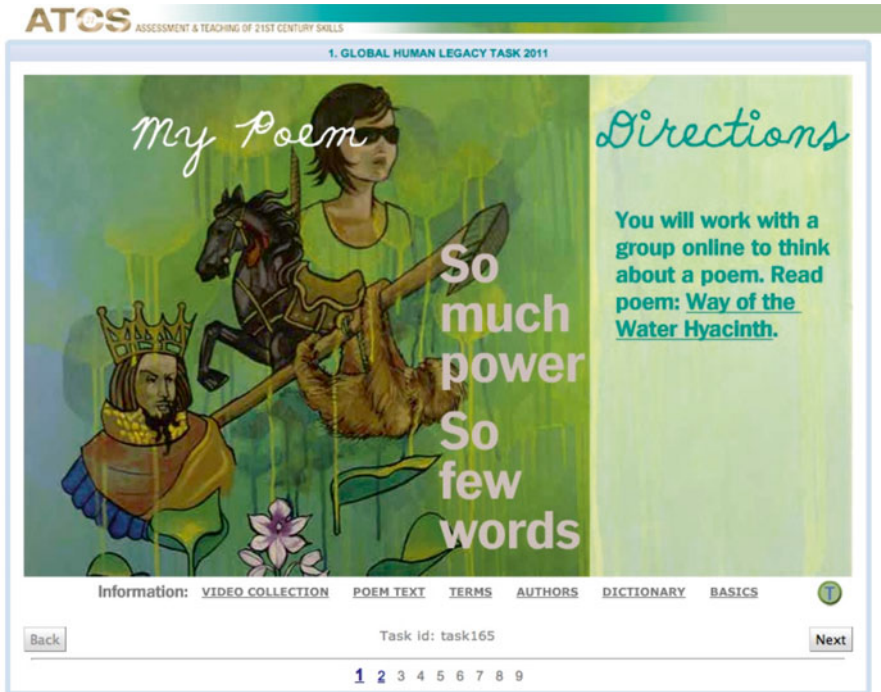 ATCS ASSESSMENT & TEACHING OF 21ST CENTURY SKILLS
1. GLOBAL HUMAN LEGACY TASK 2011
My Poem
So
much
power
So
few
words
Directions
You will work with a
group online to think
about a poem. Read
poem: Way of the
Water Hyacinth.
Information: VIDEO COLLECTION POEM TEXT TERMS AUTHORS DICTIONARY BASICS T
Back Task id: task165 Next
1 2 3 4 5 6 7 8 9